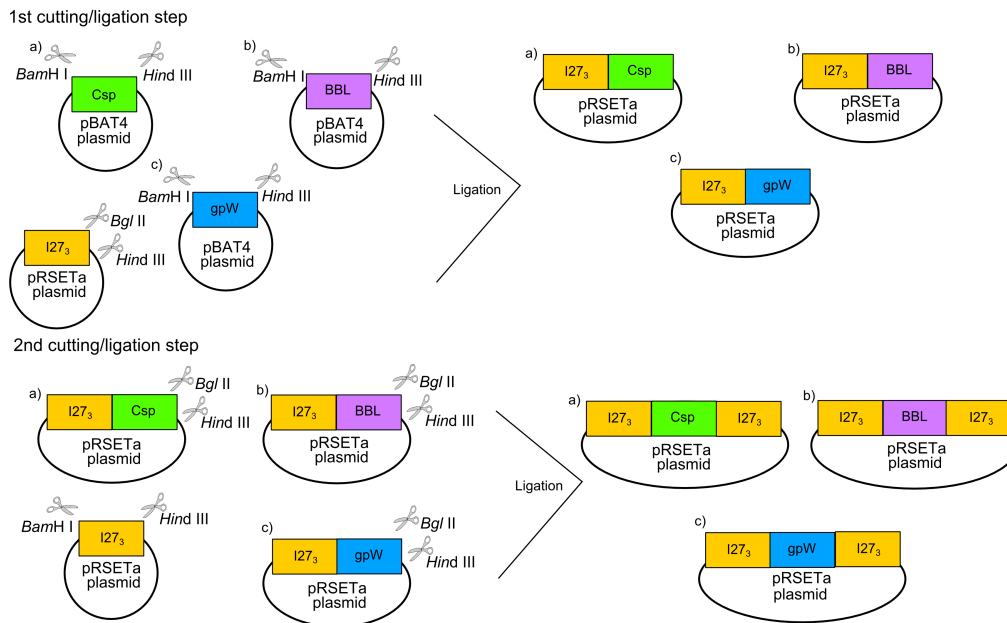 1st cutting/ligation step
a)
BamH I
Hind III
Csp
pBAT4
plasmid
b)
BamH I
Hind III
BBL
pBAT4
plasmid
c)
BamH I
Hind III
gpW
pBAT4
plasmid
Bgl II
Hind III
I27₃
pRSETa
plasmid
Ligation
a)
I27₃
Csp
pRSETa
plasmid
b)
I27₃
BBL
pRSETa
plasmid
c)
I27₃
gpW
pRSETa
plasmid
2nd cutting/ligation step
a)
Bgl II
Hind III
I27₃
Csp
pRSETa
plasmid
b)
Bgl II
Hind III
I27₃
BBL
pRSETa
plasmid
BamH I
Hind III
I27₃
pRSETa
plasmid
c)
Bgl II
Hind III
I27₃
gpW
pRSETa
plasmid
Ligation
a)
I27₃
Csp
I27₃
pRSETa
plasmid
b)
I27₃
BBL
I27₃
pRSETa
plasmid
c)
I27₃
gpW
I27₃
pRSETa
plasmid